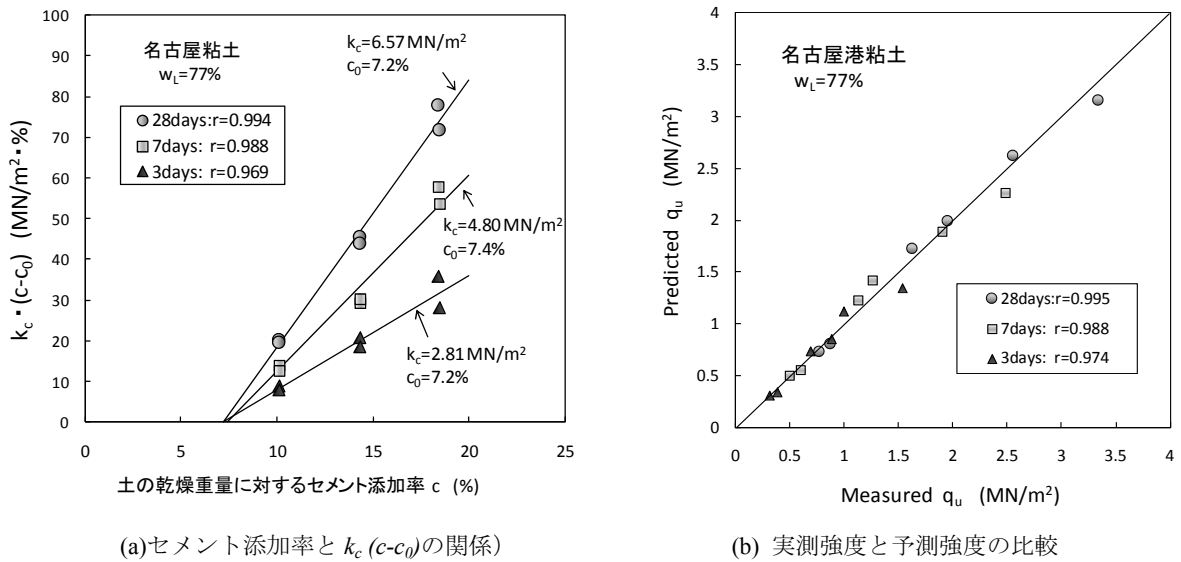 100
90
80
70
60
50
40
30
20
10
0
0
5
10
15
20
25
k_c・(c-c_0) (MN/m²・%)
土の乾燥重量に対するセメント添加率 c (%)
名古屋粘土
w_L=77%
28days:r=0.994
7days: r=0.988
3days: r=0.969
k_c=6.57MN/m²
c_0=7.2%
k_c=4.80MN/m²
c_0=7.4%
k_c=2.81MN/m²
c_0=7.2%
(a)セメント添加率と k_c (c-c_0)の関係）
4
3.5
3
2.5
2
1.5
1
0.5
0
0
0.5
1
1.5
2
2.5
3
3.5
4
Predicted q_u (MN/m²)
Measured q_u (MN/m²)
名古屋港粘土
w_L=77%
28days:r=0.995
7days: r=0.988
3days: r=0.974
(b) 実測強度と予測強度の比較